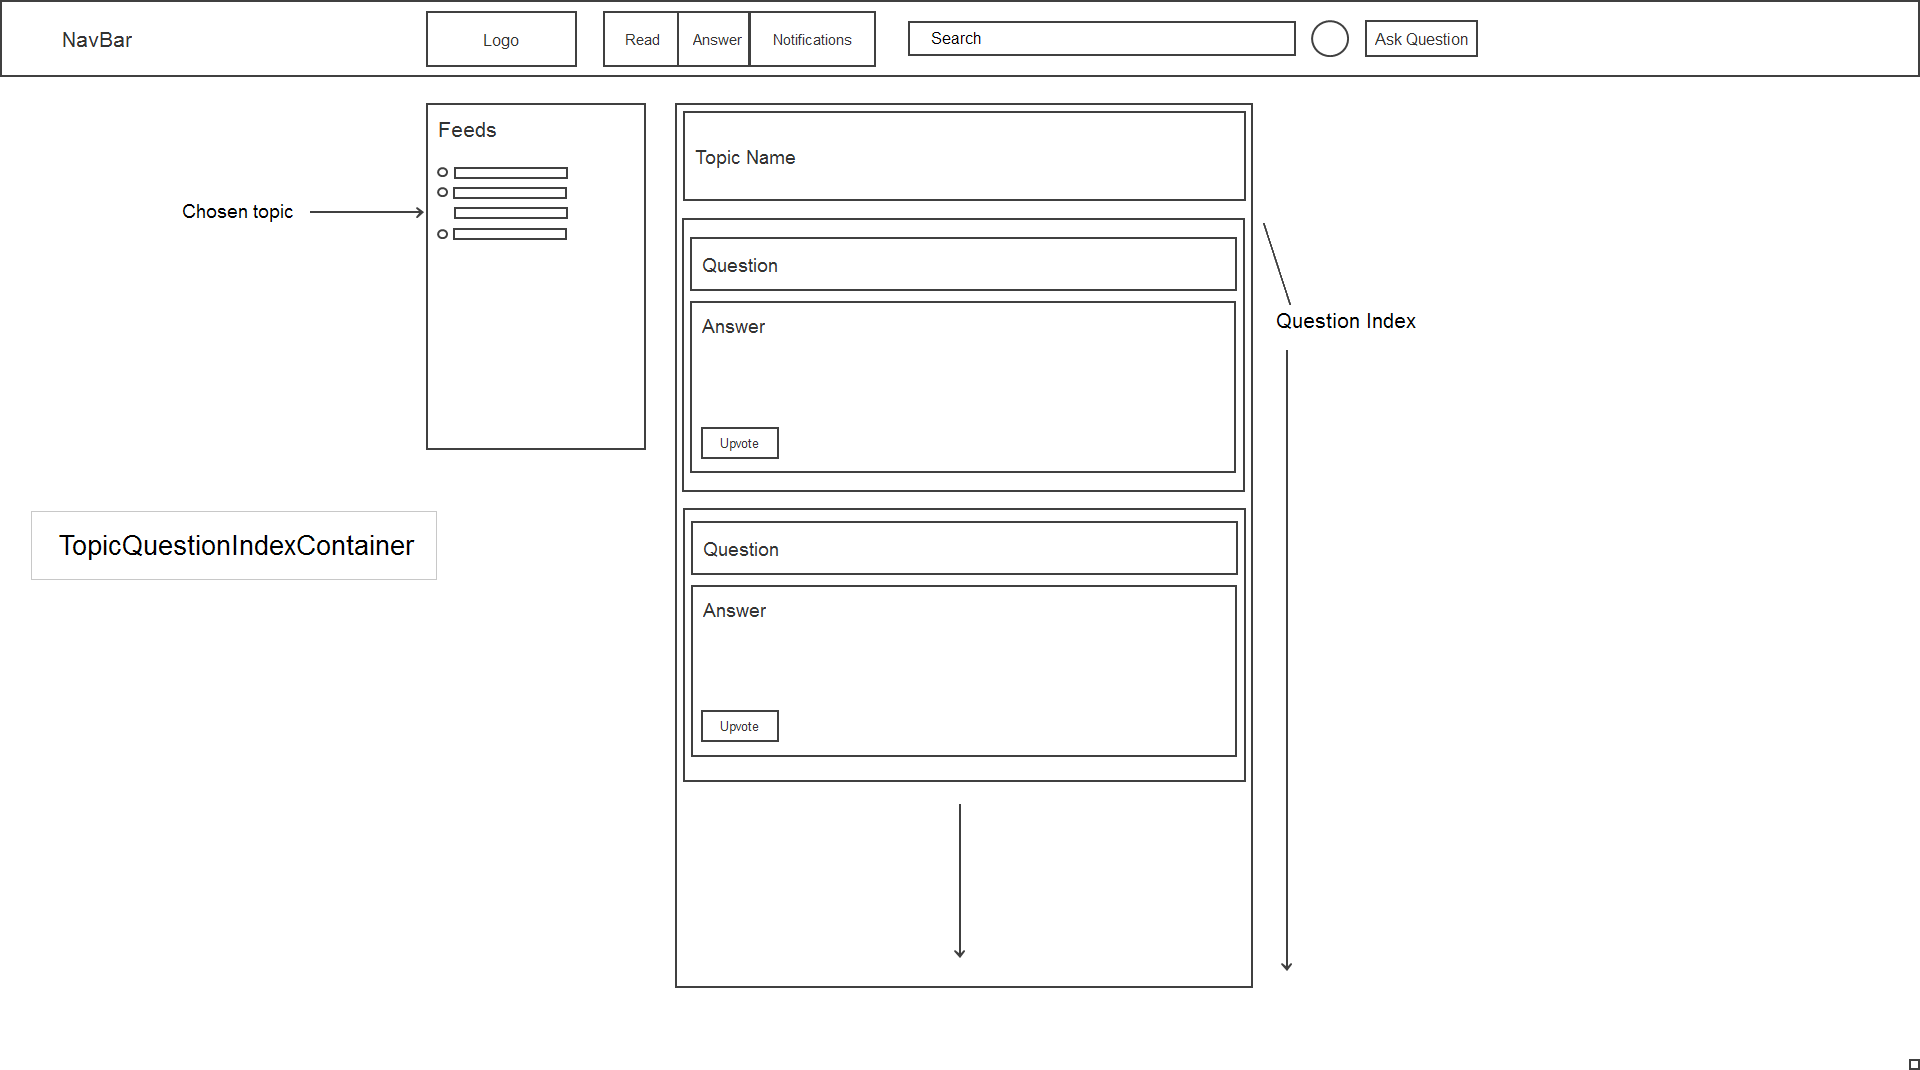 NavBar
Logo
Read
Answer
Notifications
Search
Ask Question
Feeds
Chosen topic
Topic Name
Question
Answer
Upvote
Question Index
TopicQuestionIndexContainer
Question
Answer
Upvote